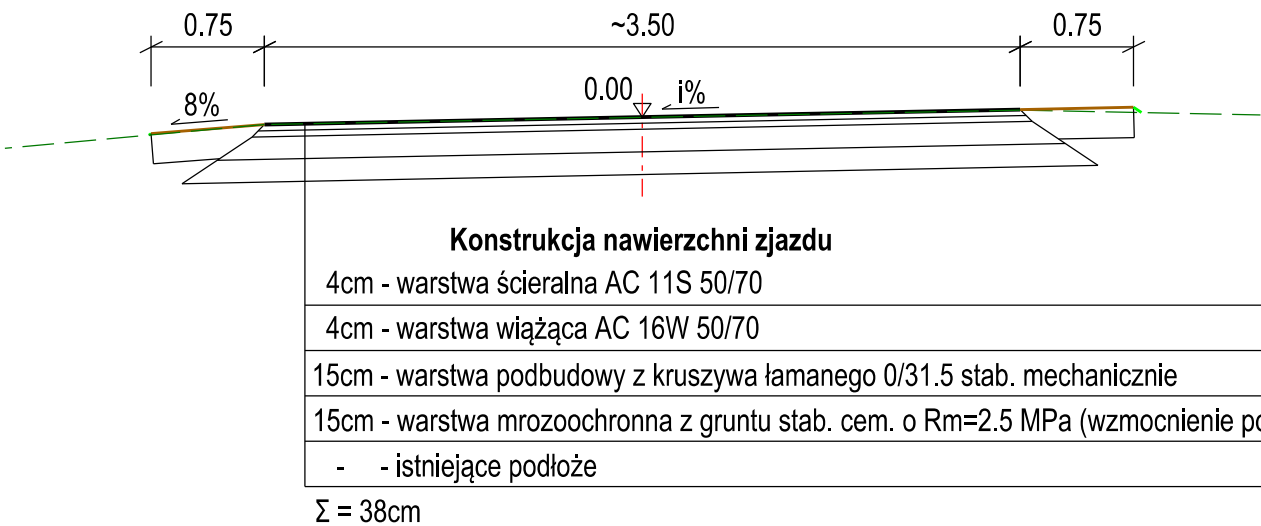 0.75 ~3.50 0.75
8% 0.00 i%
Konstrukcja nawierzchni zjazdu
4cm - warstwa ścieralna AC 11S 50/70
4cm - warstwa wiążąca AC 16W 50/70
15cm - warstwa podbudowy z kruszywa łamanego 0/31.5 stab. mechanicznie
15cm - warstwa mrozoochronna z gruntu stab. cem. o Rm=2.5 MPa (wzmocnienie
- - istniejące podłoże
Σ = 38cm